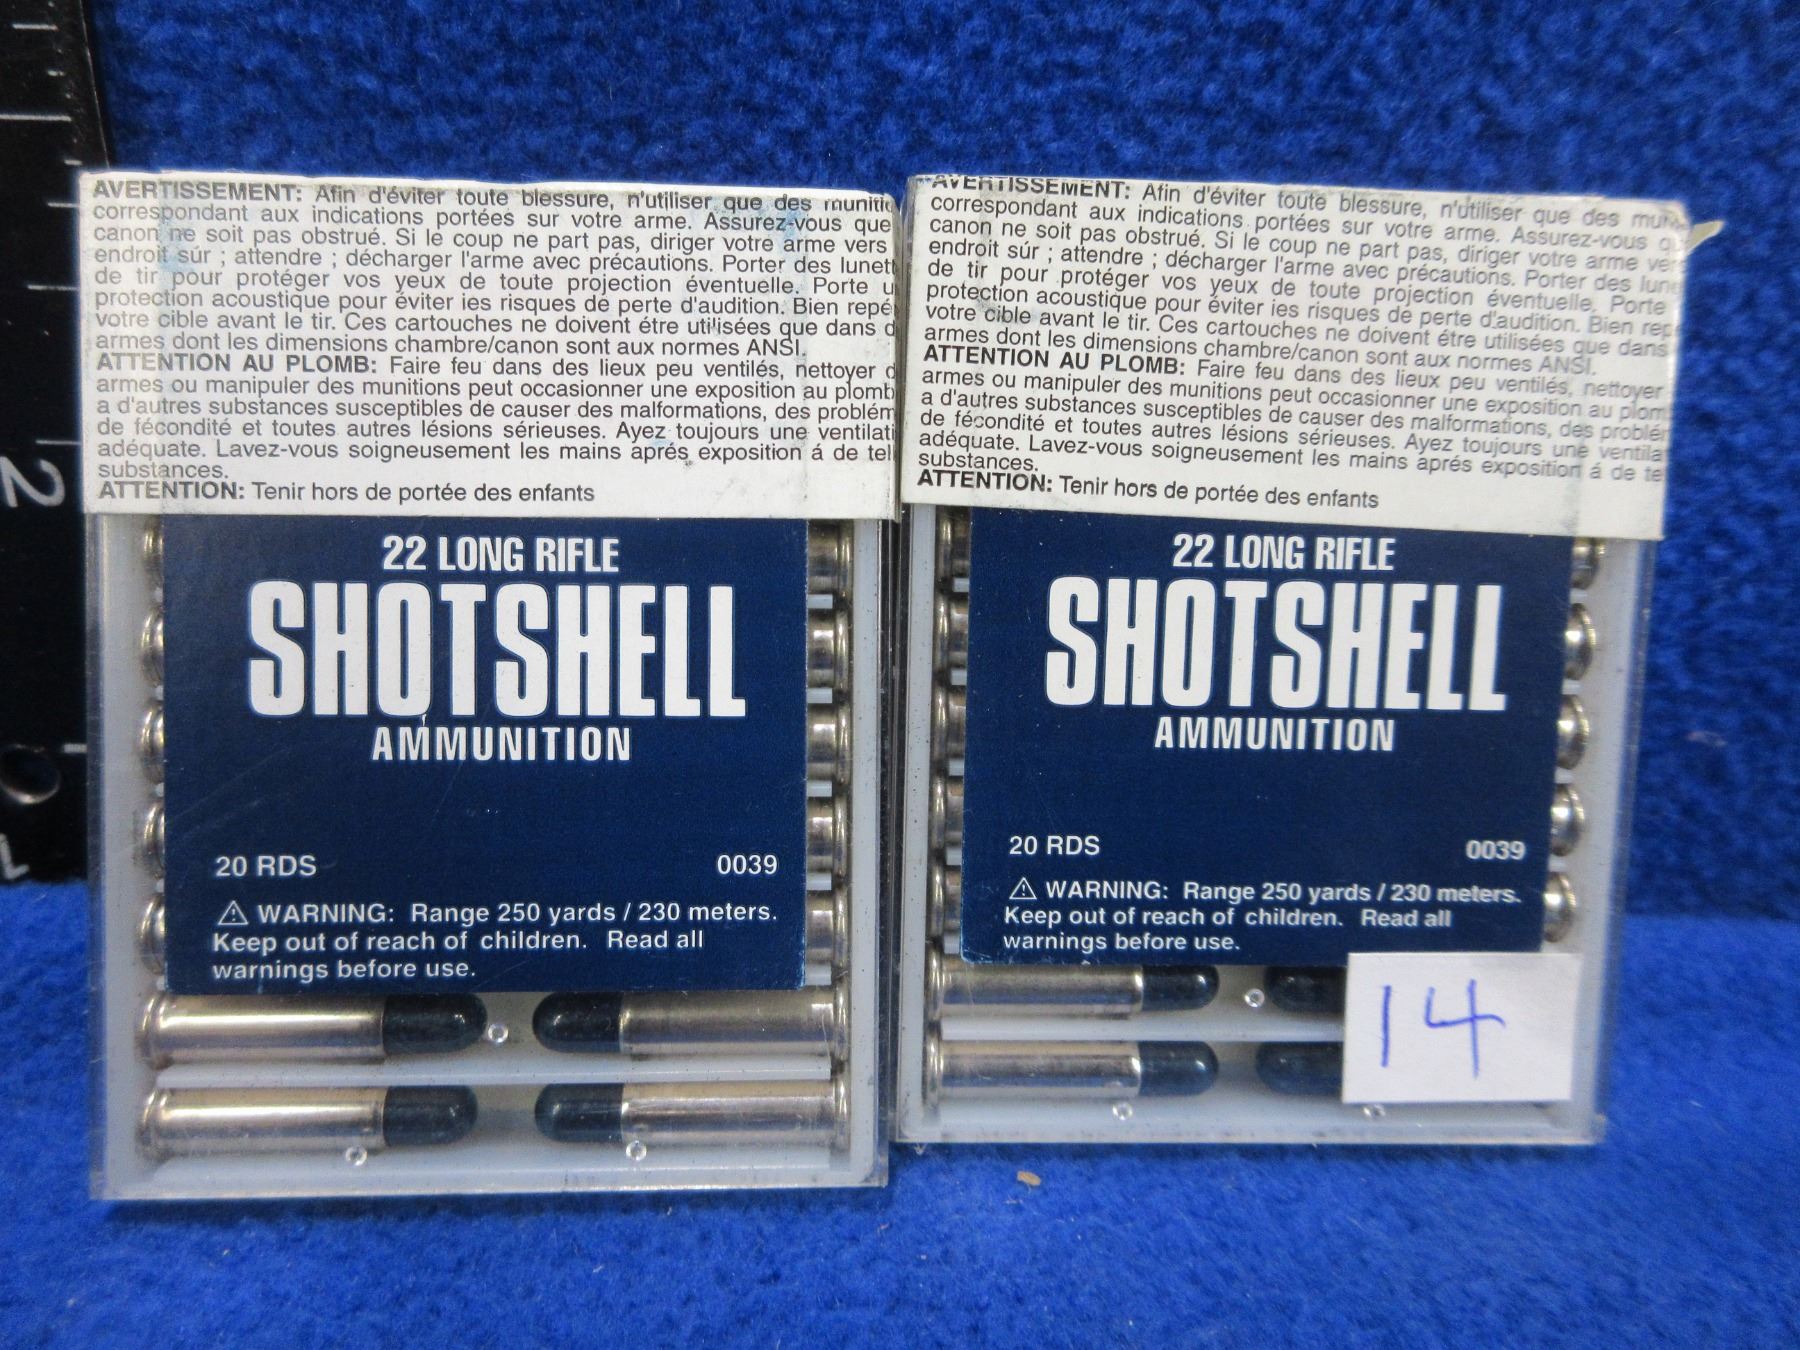 AVERTISSEMENT: Afin d'éviter toute blessure, n'utiliser que des
correspondant aux indications portées sur votre arme. Assurez-vous que
canon ne soit pas obstrué. Si le coup ne part pas, diriger votre arme vers
endroit súr ; attendre ; décharger l'arme avec précautions. Porter des
de tir pour protéger vos yeux de toute projection éventuelle. Porte
protection acoustique pour éviter ies risques de perte d'audition. Bien
votre cible avant le tir. Ces cartouches ne doivent étre utilisées que dans
armes dont les dimensions chambre/canon sont aux normes ANSI.
ATTENTION AU PLOMB: Faire feu dans des lieux peu ventilés, nettoyer
armes ou manipuler des munitions peut occasionner une exposition au plomb
a d'autres substances susceptibles de causer des malformations, des
de fécondité et toutes autres lésions sérieuses. Ayez toujours une
adéquate. Lavez-vous soigneusement les mains aprés exposition á de
substances.
ATTENTION: Tenir hors de portée des enfants
22 LONG RIFLE
SHOTSHELL
AMMUNITION
20 RDS 0039
⚠ WARNING: Range 250 yards / 230 meters.
Keep out of reach of children. Read all
warnings before use.
AVERTISSEMENT: Afin d'éviter toute blessure, n'utiliser que des
correspondant aux indications portées sur votre arme. Assurez-vous
canon ne soit pas obstrué. Si le coup ne part pas, diriger votre arme
endroit súr ; attendre ; décharger l'arme avec précautions. Porter des
de tir pour protéger vos yeux de toute projection éventuelle. Porte
protection acoustique pour éviter ies risques de perte d'audition. Bien
votre cible avant le tir. Ces cartouches ne doivent étre utilisées que dans
armes dont les dimensions chambre/canon sont aux normes ANSI.
ATTENTION AU PLOMB: Faire feu dans des lieux peu ventilés, nettoyer
armes ou manipuler des munitions peut occasionner une exposition au
a d'autres substances susceptibles de causer des malformations, des
de fécondité et toutes autres lésions sérieuses. Ayez toujours une
adéquate. Lavez-vous soigneusement les mains aprés exposition á de
substances.
ATTENTION: Tenir hors de portée des enfants
22 LONG RIFLE
SHOTSHELL
AMMUNITION
20 RDS 0039
⚠ WARNING: Range 250 yards / 230 meters.
Keep out of reach of children. Read all
warnings before use.
14
2
1